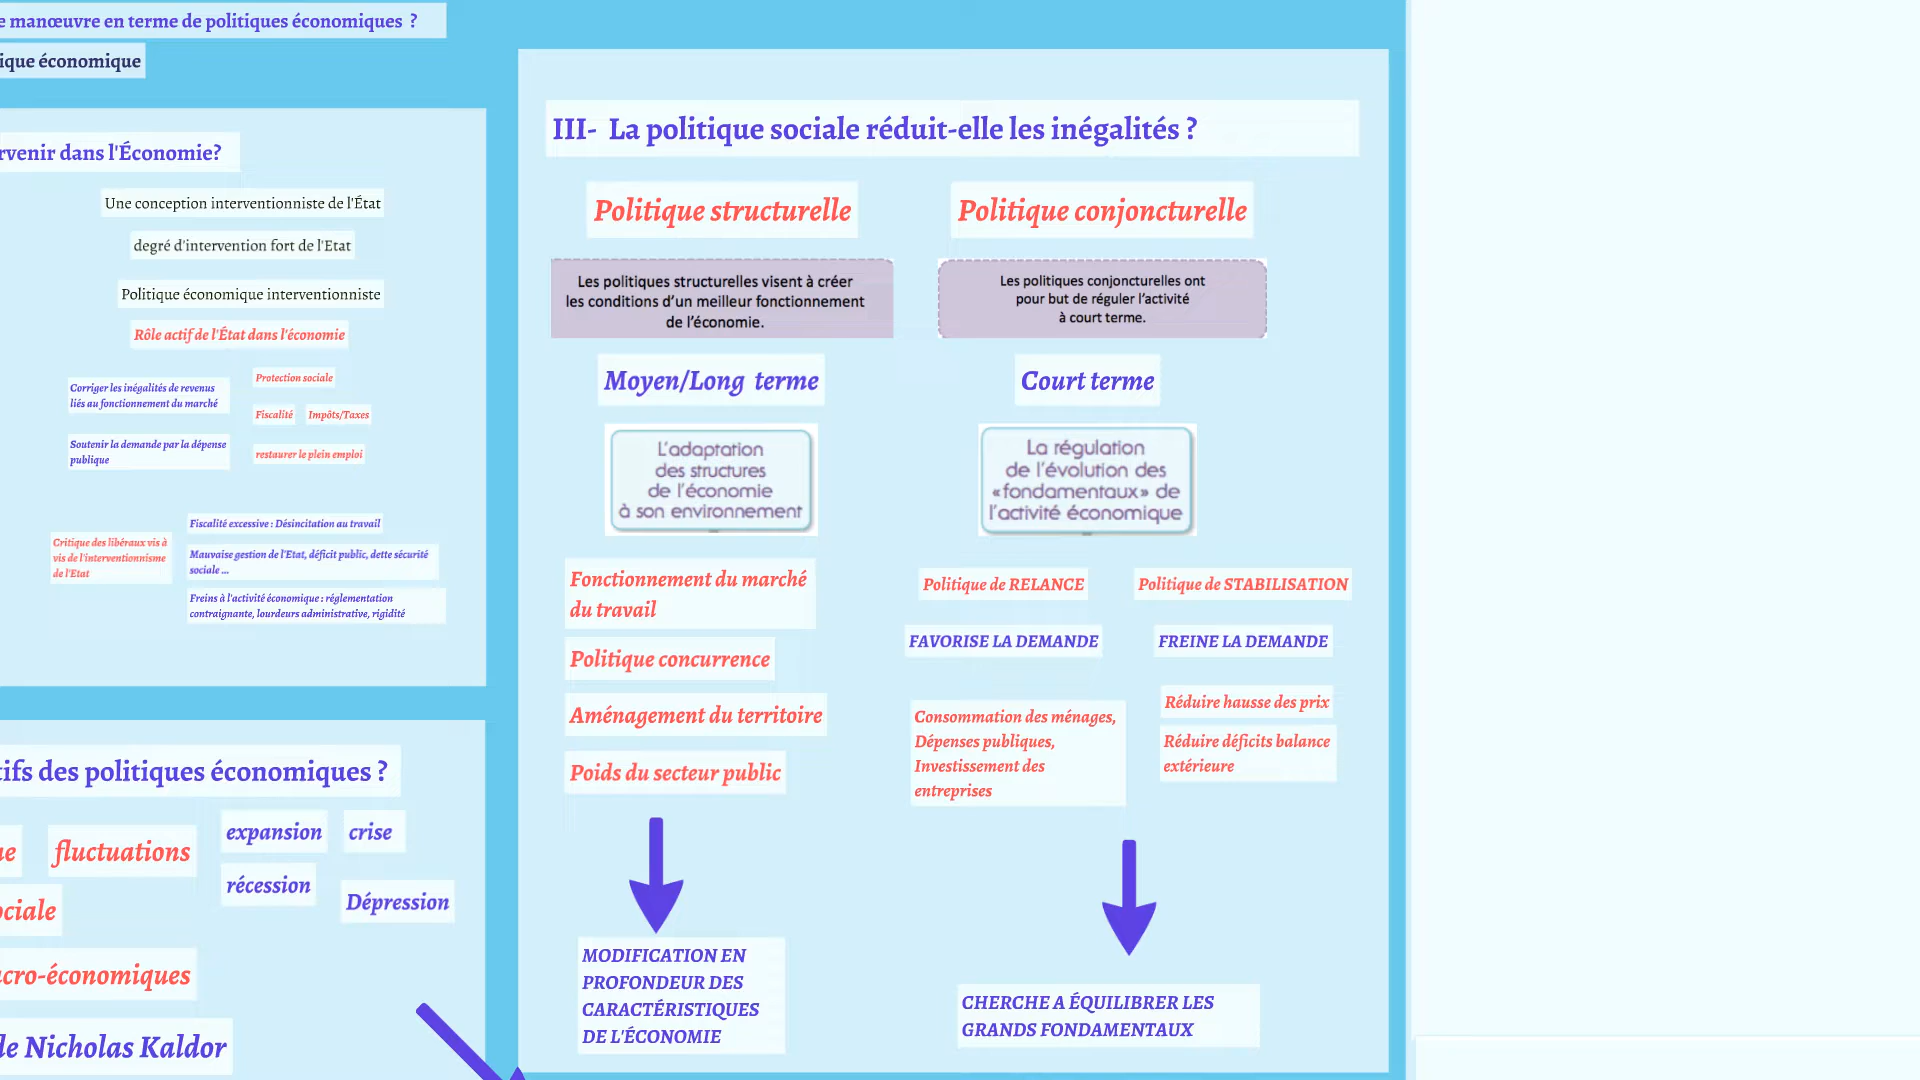 e manœuvre en terme de politiques économiques ?
ique économique
rvenir dans l'Économie?
Une conception interventionniste de l'État
degré d'intervention fort de l'Etat
Politique économique interventionniste
Rôle actif de l'État dans l'économie
Corriger les inégalités de revenus
liés au fonctionnement du marché
Protection sociale
Fiscalité
Impôts/Taxes
Soutenir la demande par la dépense
publique
restaurer le plein emploi
Critique des libéraux vis à
vis de l'interventionnisme
de l'Etat
Fiscalité excessive : Désincitation au travail
Mauvaise gestion de l'Etat, déficit public, dette sécurité
sociale ...
Freins à l'activité économique : réglementation
contraignante, lourdeurs administrative, rigidité
tifs des politiques économiques ?
ue
fluctuations
expansion
crise
récession
Dépression
ociale
cro-économiques
de Nicholas Kaldor
III- La politique sociale réduit-elle les inégalités ?
Politique structurelle
Les politiques structurelles visent à créer
les conditions d'un meilleur fonctionnement
de l'économie.
Moyen/Long terme
L'adaptation
des structures
de l'économie
à son environnement
Fonctionnement du marché
du travail
Politique concurrence
Aménagement du territoire
Poids du secteur public
MODIFICATION EN
PROFONDEUR DES
CARACTÉRISTIQUES
DE L'ÉCONOMIE
Politique conjoncturelle
Les politiques conjoncturelles ont
pour but de réguler l'activité
à court terme.
Court terme
La régulation
de l'évolution des
«fondamentaux» de
l'activité économique
Politique de RELANCE
FAVORISE LA DEMANDE
Consommation des ménages,
Dépenses publiques,
Investissement des
entreprises
Politique de STABILISATION
FREINE LA DEMANDE
Réduire hausse des prix
Réduire déficits balance
extérieure
CHERCHE A ÉQUILIBRER LES
GRANDS FONDAMENTAUX